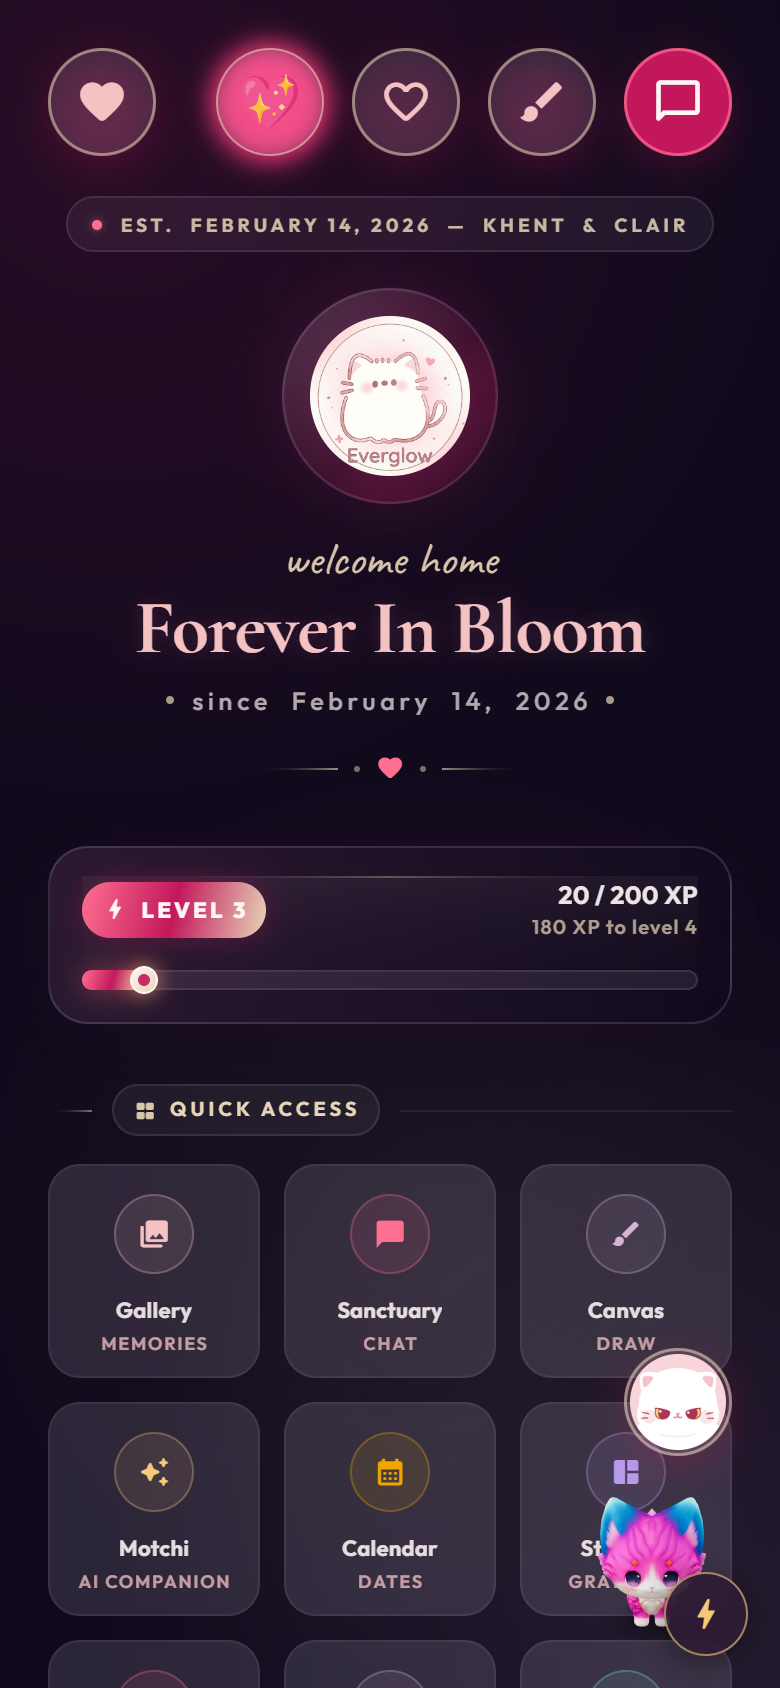 EST. FEBRUARY 14, 2026 — KHENT & CLAIR
Everglow
welcome home
Forever In Bloom
• since February 14, 2026 •
LEVEL 3
20 / 200 XP
180 XP to level 4
QUICK ACCESS
Gallery
MEMORIES
Sanctuary
CHAT
Canvas
DRAW
Motchi
AI COMPANION
Calendar
DATES